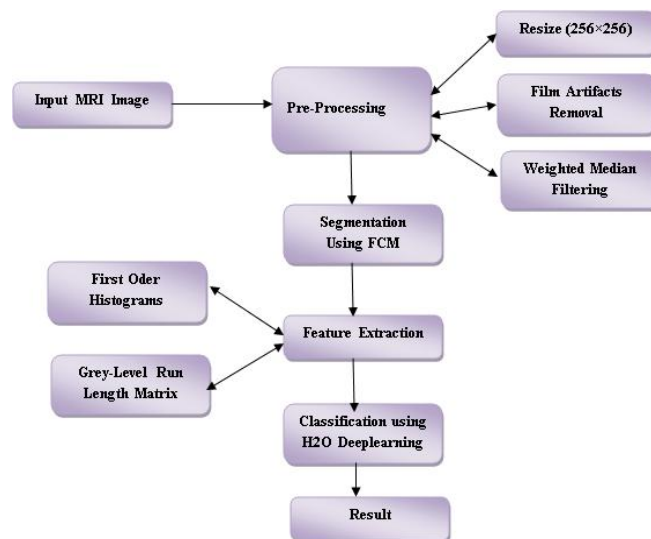 Resize (256×256)
Input MRI Image
Pre-Processing
Film Artifacts
Removal
Weighted Median
Filtering
Segmentation
Using FCM
First Oder
Histograms
Feature Extraction
Grey-Level Run
Length Matrix
Classification using
H2O Deeplearning
Result